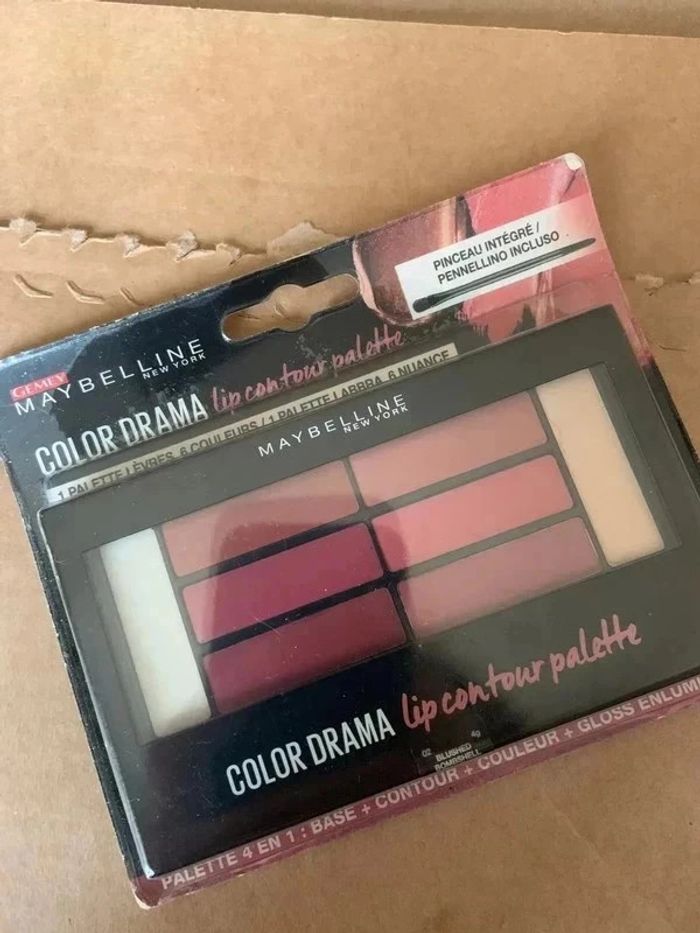 PINCEAU INTÉGRÉ /
PENNELLINO INCLUSO
GEMEY
MAYBELLINE
NEW YORK
COLOR DRAMA lip contour palette
1 PALETTE LÈVRES, 6 COULEURS / 1 PALETTE LABBRA, 6 NUANCE
MAYBELLINE
NEW YORK
COLOR DRAMA lip contour palette
02 4g
BLUSHED
BOMBSHELL
PALETTE 4 EN 1 : BASE + CONTOUR + COULEUR + GLOSS ENLUMI